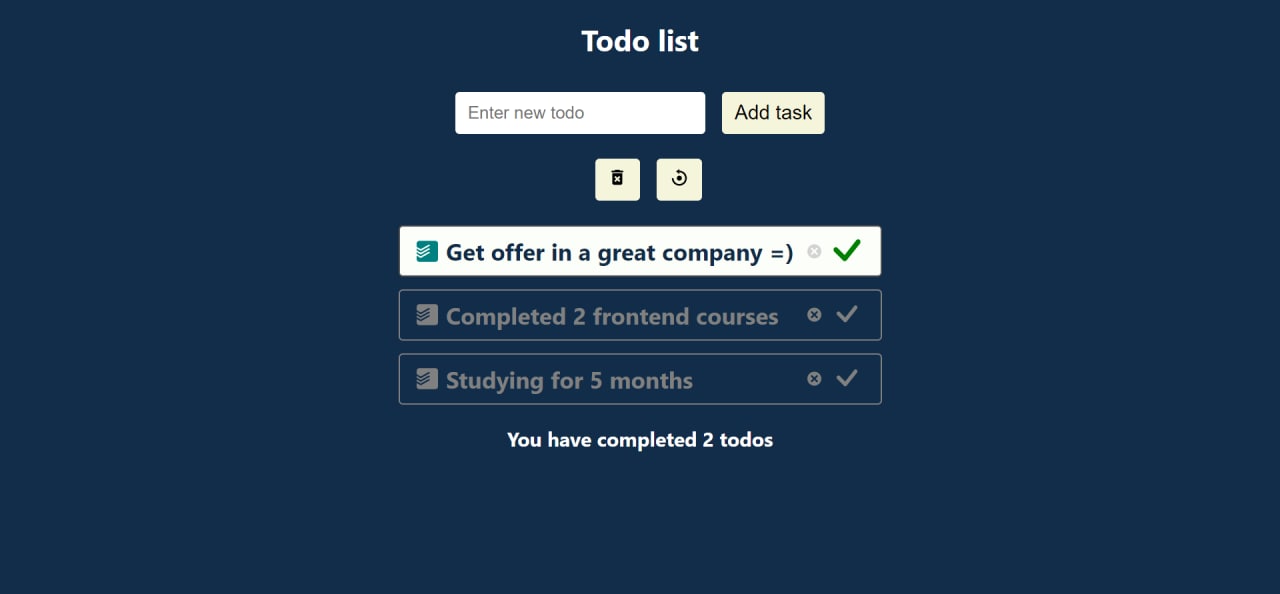 Todo list
Enter new todo
Add task
Get offer in a great company =)
Completed 2 frontend courses
Studying for 5 months
You have completed 2 todos